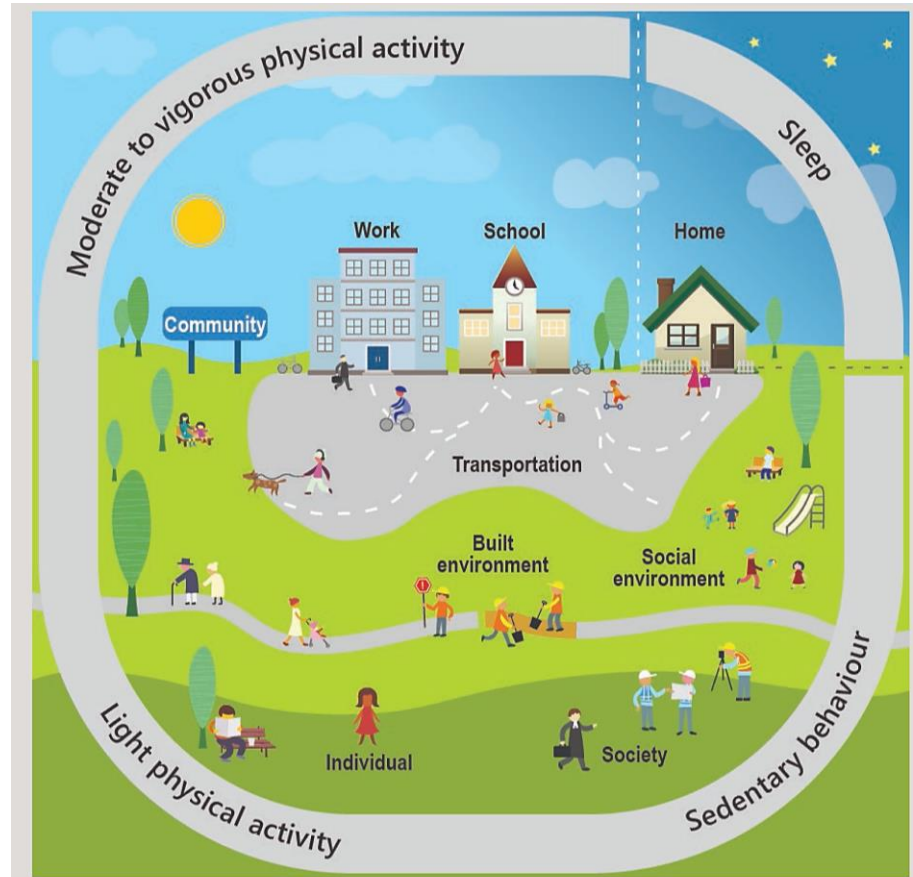 Moderate to vigorous physical activity
Sleep
Work
School
Home
Community
Transportation
Built
environment
Social
environment
Individual
Society
Light physical activity
Sedentary behaviour